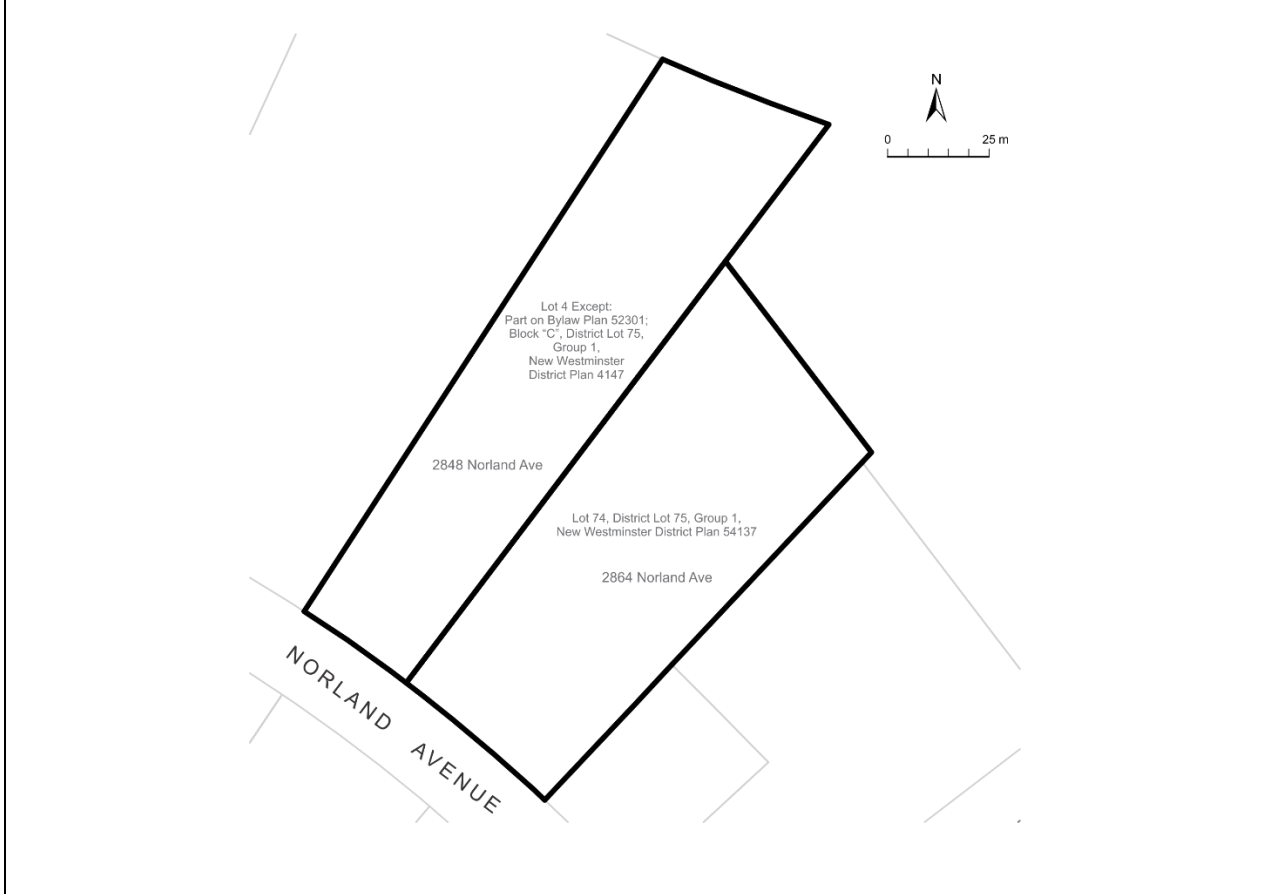 N
0 25 m
Lot 4 Except:
Part on Bylaw Plan 52301;
Block “C”, District Lot 75,
Group 1,
New Westminster
District Plan 4147
2848 Norland Ave
Lot 74, District Lot 75, Group 1,
New Westminster District Plan 54137
2864 Norland Ave
NORLAND AVENUE